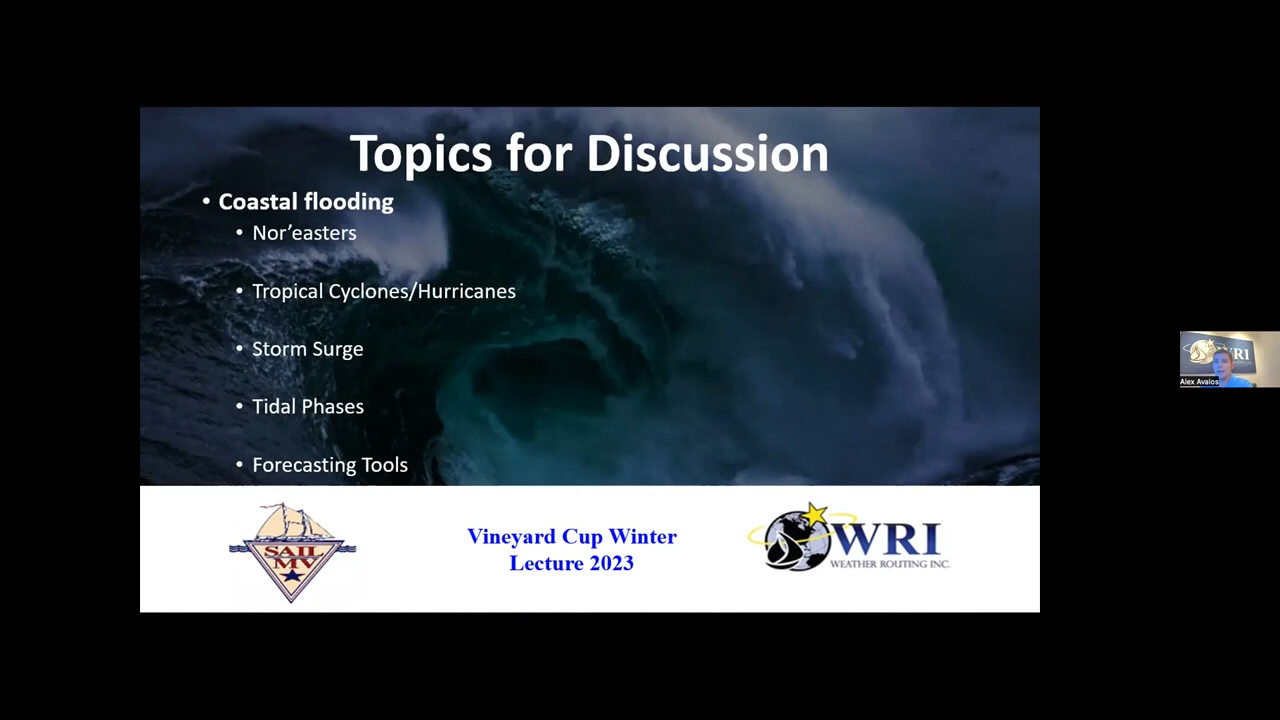 Topics for Discussion
• Coastal flooding
• Nor’easters
• Tropical Cyclones/Hurricanes
• Storm Surge
• Tidal Phases
• Forecasting Tools
SAIL
MV
Vineyard Cup Winter
Lecture 2023
WRI
WEATHER ROUTING INC.
WRI
Alex Avalos